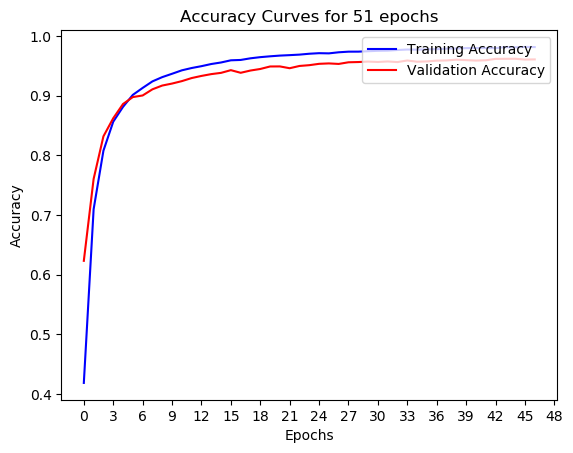 Accuracy Curves for 51 epochs
1.0
0.9
0.8
0.7
0.6
0.5
0.4
Accuracy
Training Accuracy
Validation Accuracy
0 3 6 9 12 15 18 21 24 27 30 33 36 39 42 45 48
Epochs